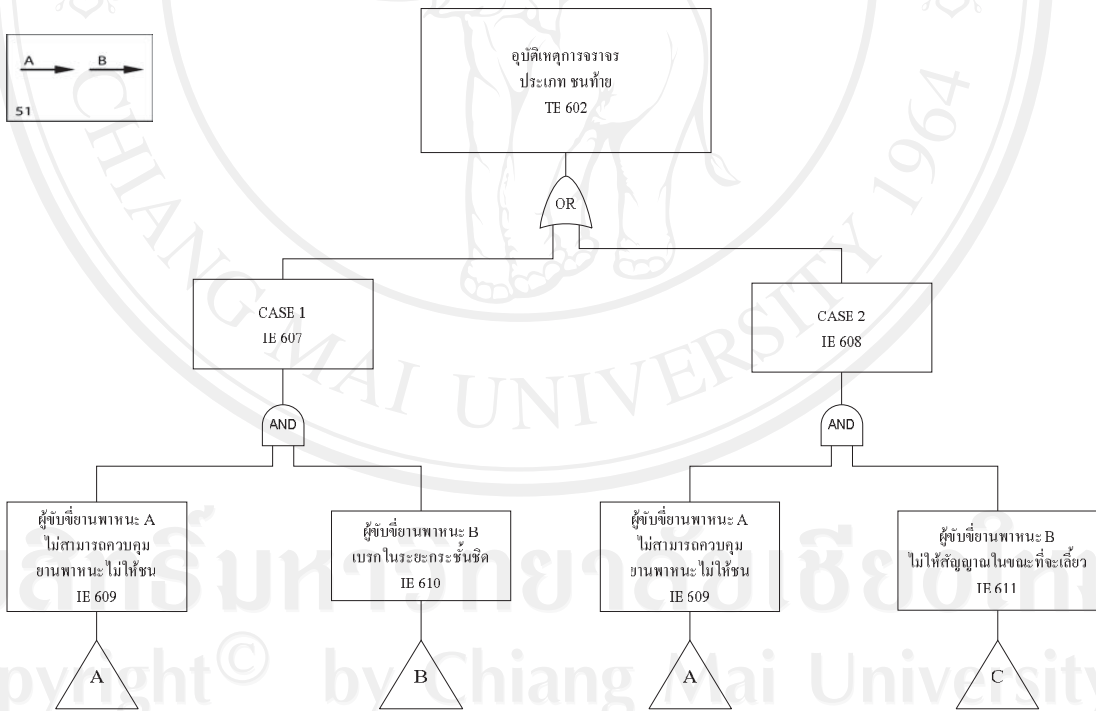 A B
51
อุบัติเหตุการจราจร
ประเภท ชนท้าย
TE 602
OR
CASE 1
IE 607
CASE 2
IE 608
AND
AND
ผู้ขับขี่ยานพาหนะ A
ไม่สามารถควบคุม
ยานพาหนะไม่ให้ชน
IE 609
ผู้ขับขี่ยานพาหนะ B
เบรกในระยะกระชั้นชิด
IE 610
ผู้ขับขี่ยานพาหนะ A
ไม่สามารถควบคุม
ยานพาหนะไม่ให้ชน
IE 609
ผู้ขับขี่ยานพาหนะ B
ไม่ให้สัญญาณในขณะที่จะเลี้ยว
IE 611
A
B
A
C
CHIANG MAI UNIVERSITY 1964
pyright© by Chiang Mai University